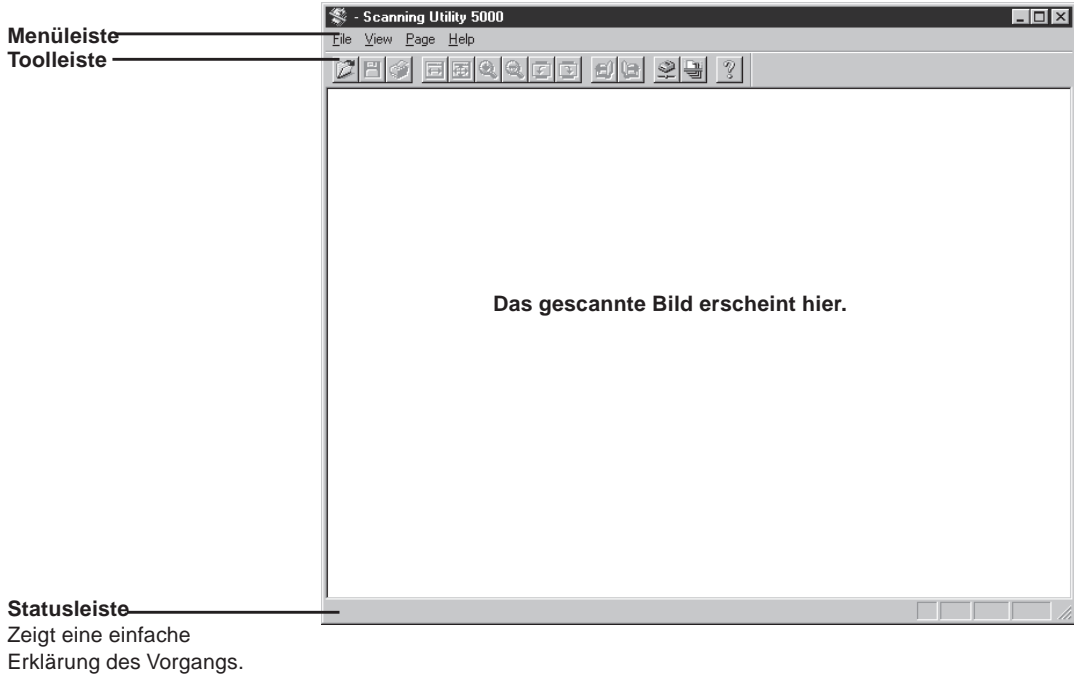 - Scanning Utility 5000
Menüleiste
File View Page Help
Toolleiste
Das gescannte Bild erscheint hier.
Statusleiste
Zeigt eine einfache
Erklärung des Vorgangs.